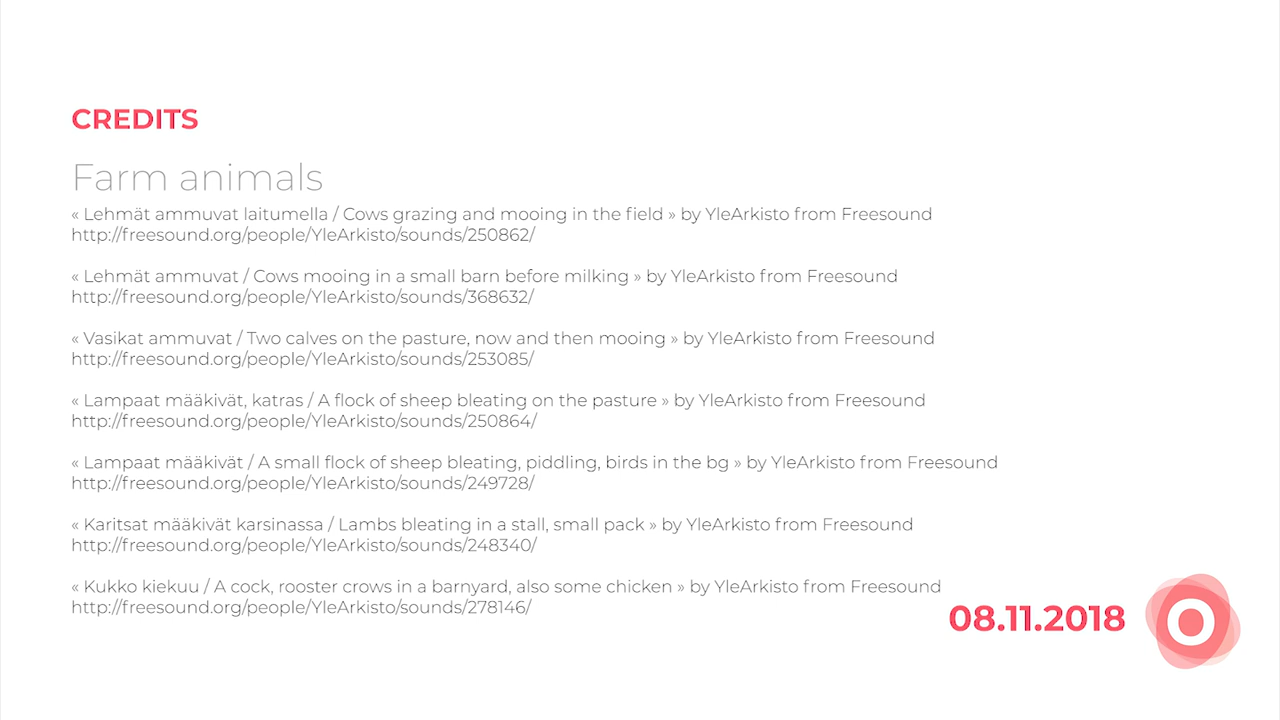 CREDITS
Farm animals
« Lehmät ammuvat laitumella / Cows grazing and mooing in the field » by YleArkisto from Freesound
http://freesound.org/people/YleArkisto/sounds/250862/
« Lehmät ammuvat / Cows mooing in a small barn before milking » by YleArkisto from Freesound
http://freesound.org/people/YleArkisto/sounds/368632/
« Vasikat ammuvat / Two calves on the pasture, now and then mooing » by YleArkisto from Freesound
http://freesound.org/people/YleArkisto/sounds/253085/
« Lampaat määkivät, katras / A flock of sheep bleating on the pasture » by YleArkisto from Freesound
http://freesound.org/people/YleArkisto/sounds/250864/
« Lampaat määkivät / A small flock of sheep bleating, piddling, birds in the bg » by YleArkisto from Freesound
http://freesound.org/people/YleArkisto/sounds/249728/
« Karitsat määkivät karsinassa / Lambs bleating in a stall, small pack » by YleArkisto from Freesound
http://freesound.org/people/YleArkisto/sounds/248340/
« Kukko kiekuu / A cock, rooster crows in a barnyard, also some chicken » by YleArkisto from Freesound
http://freesound.org/people/YleArkisto/sounds/278146/
08.11.2018
O